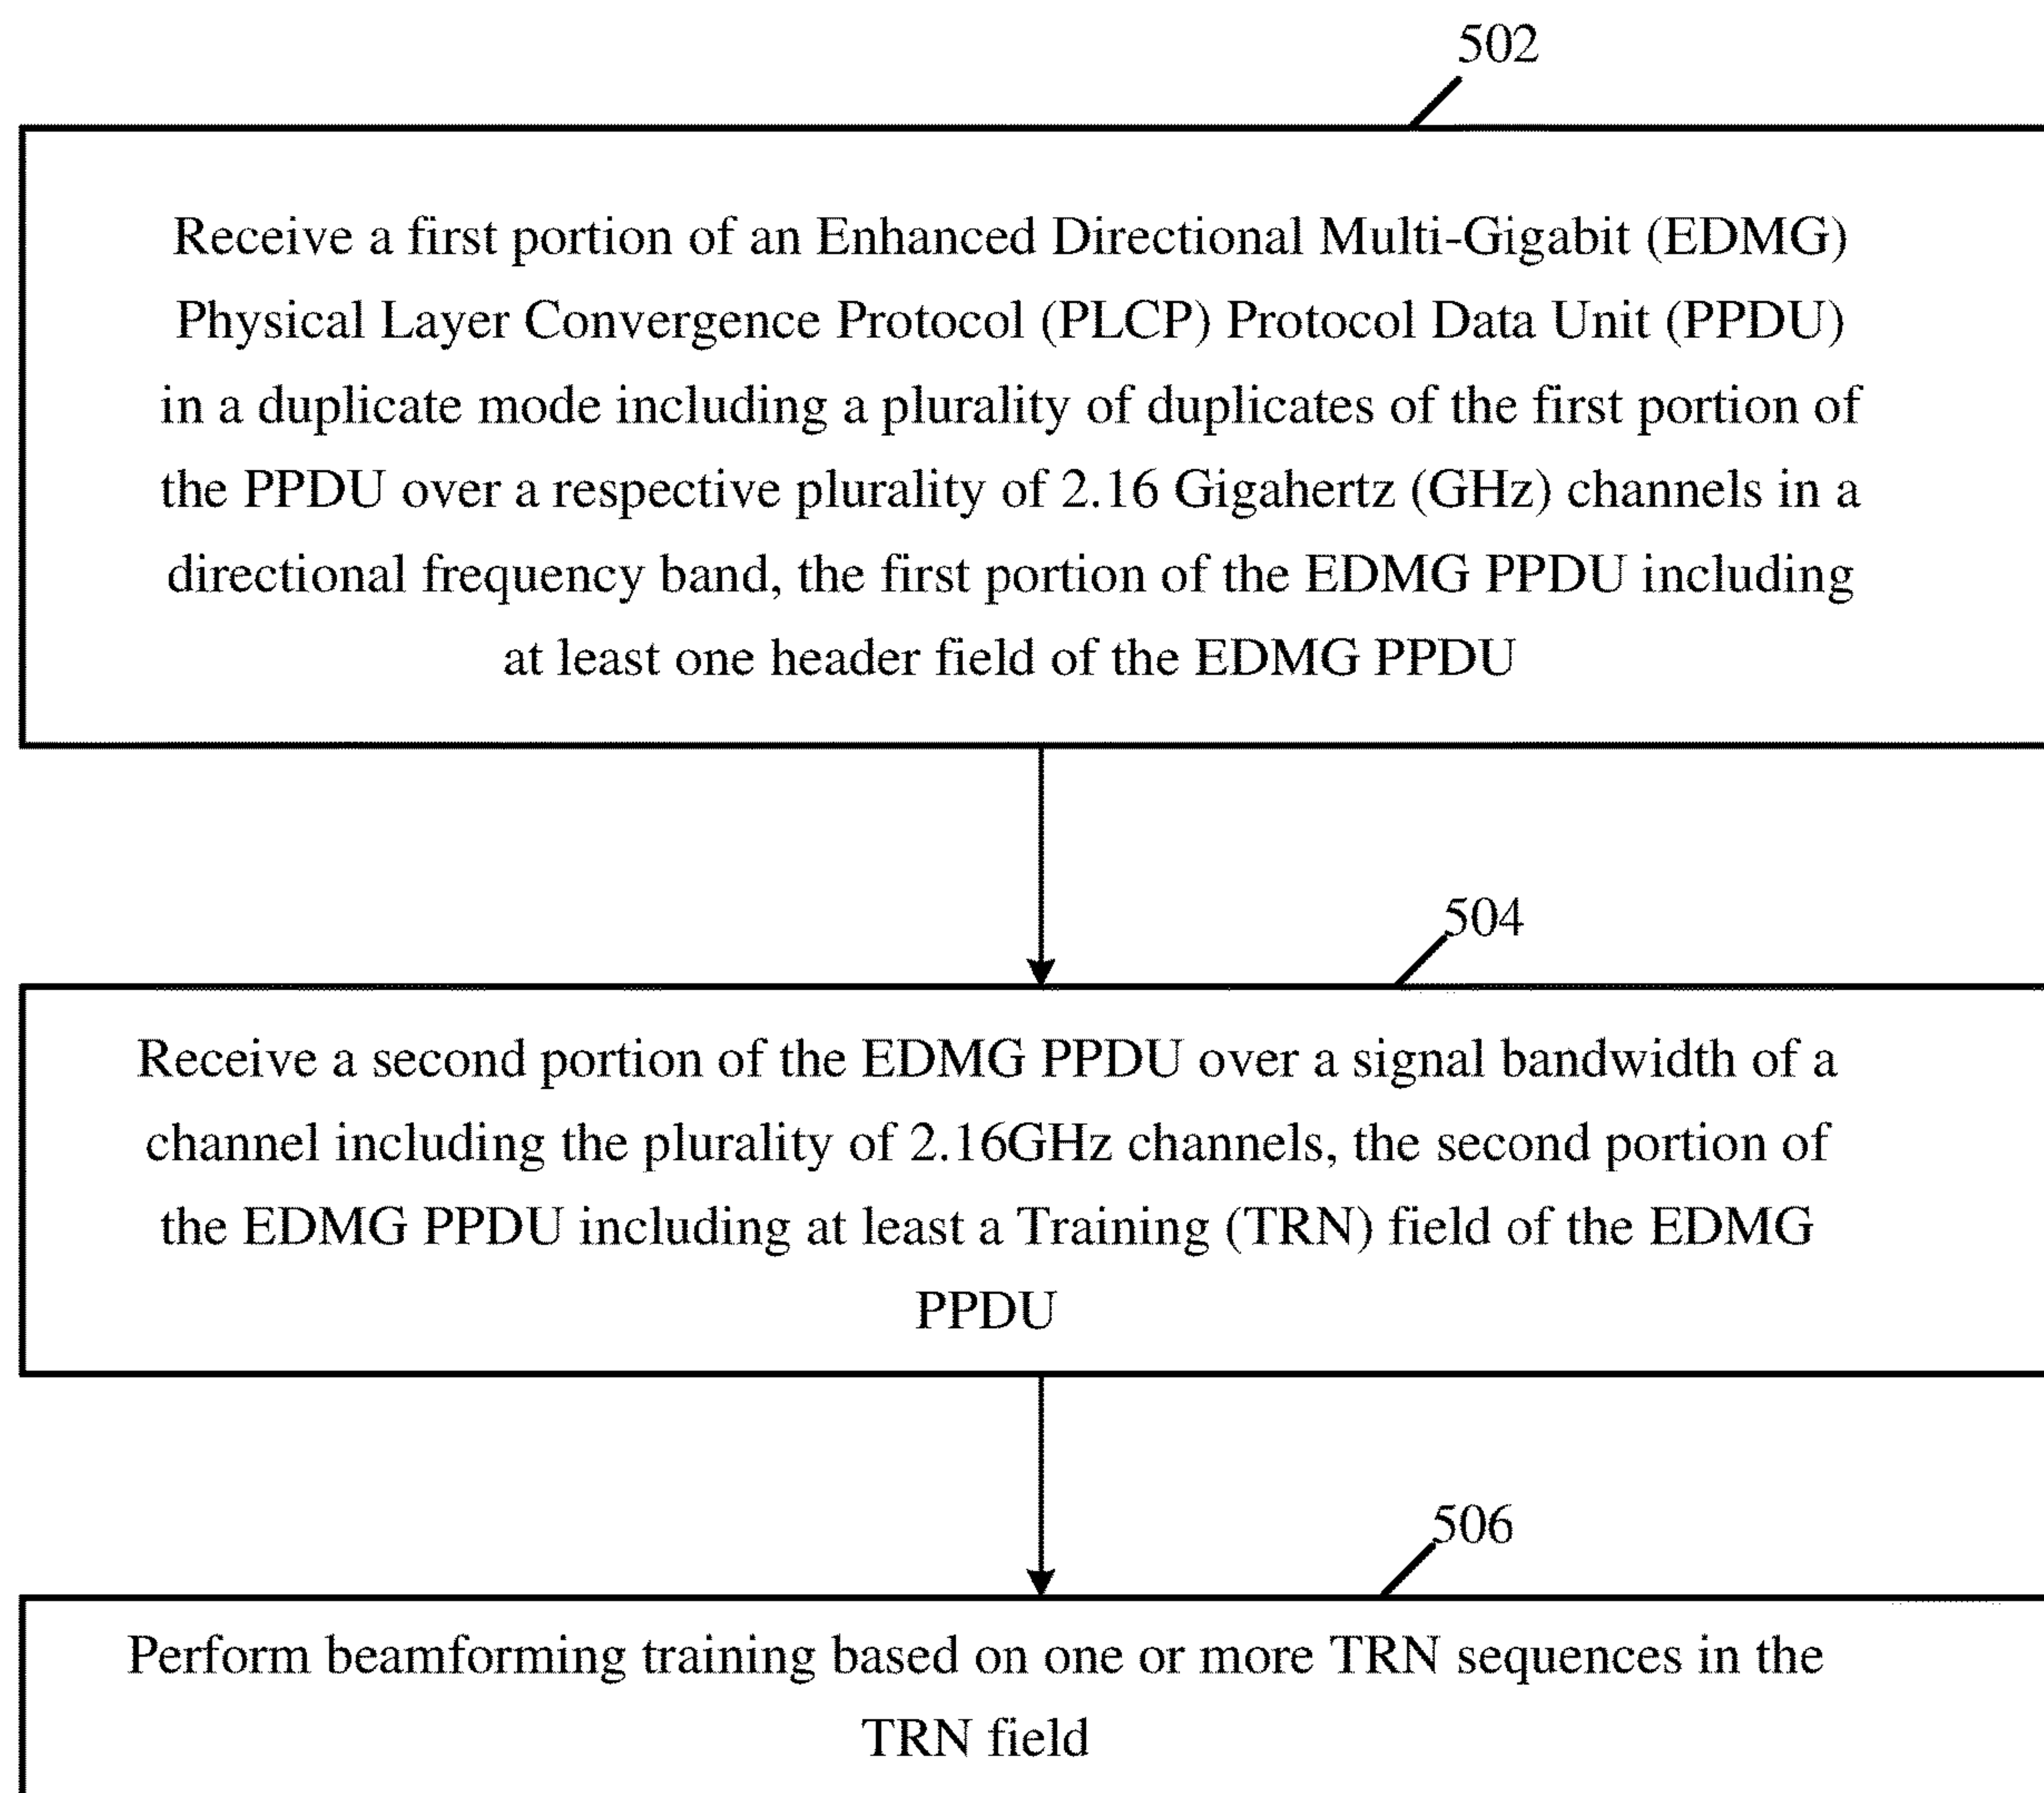 502
Receive a first portion of an Enhanced Directional Multi-Gigabit (EDMG)
Physical Layer Convergence Protocol (PLCP) Protocol Data Unit (PPDU)
in a duplicate mode including a plurality of duplicates of the first portion of
the PPDU over a respective plurality of 2.16 Gigahertz (GHz) channels in a
directional frequency band, the first portion of the EDMG PPDU including
at least one header field of the EDMG PPDU
504
Receive a second portion of the EDMG PPDU over a signal bandwidth of a
channel including the plurality of 2.16GHz channels, the second portion of
the EDMG PPDU including at least a Training (TRN) field of the EDMG
PPDU
506
Perform beamforming training based on one or more TRN sequences in the
TRN field